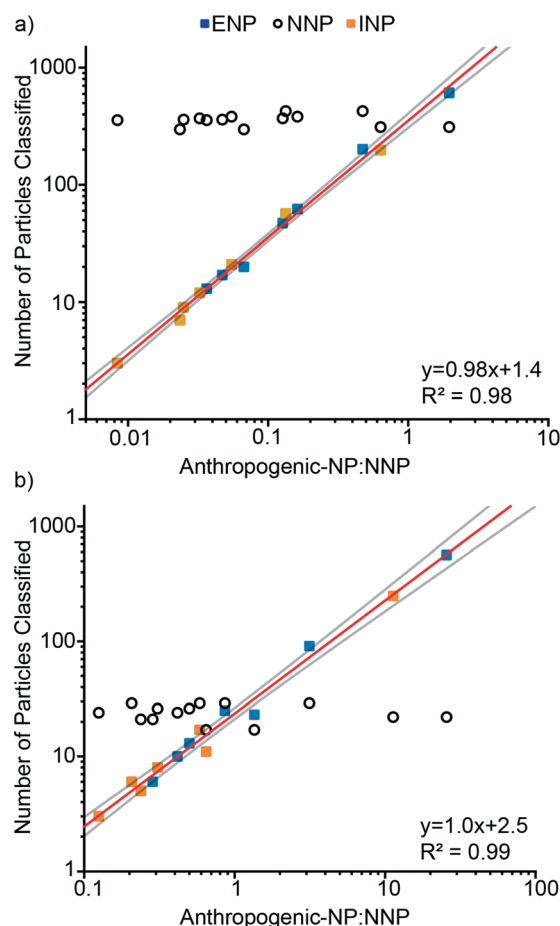 ENP NNP INP
a)
1000
100
10
1
Number of Particles Classified
0.01 0.1 1 10
Anthropogenic-NP:NNP
y=0.98x+1.4
R² = 0.98
b)
1000
100
10
1
Number of Particles Classified
0.1 1 10 100
Anthropogenic-NP:NNP
y=1.0x+2.5
R² = 0.99